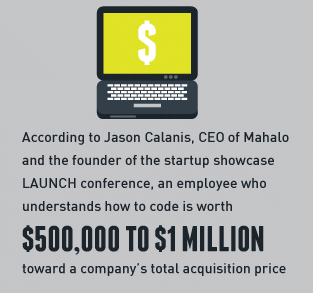 $
According to Jason Calanis, CEO of Mahalo
and the founder of the startup showcase
LAUNCH conference, an employee who
understands how to code is worth
$500,000 TO $1 MILLION
toward a company's total acquisition price